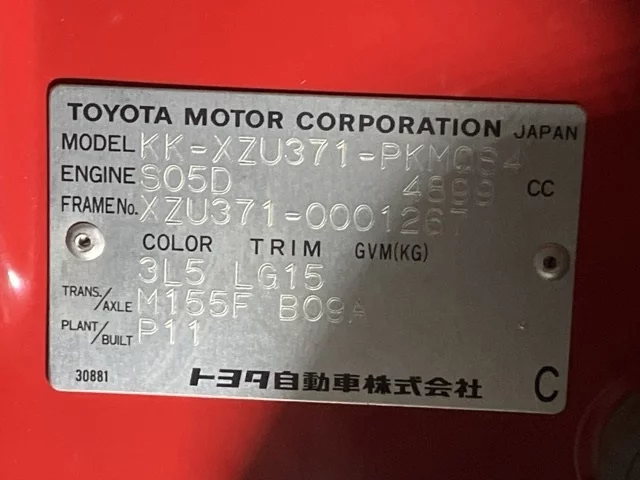 TOYOTA MOTOR CORPORATION JAPAN
MODEL KK-XZU371-PKM
ENGINE S05D 4899 CC
FRAME No. XZU371-0001267
COLOR TRIM GVM(KG)
3L5 LG15
TRANS./AXLE M155F B09A
PLANT/BUILT P11
30881 トヨタ自動車株式会社 C